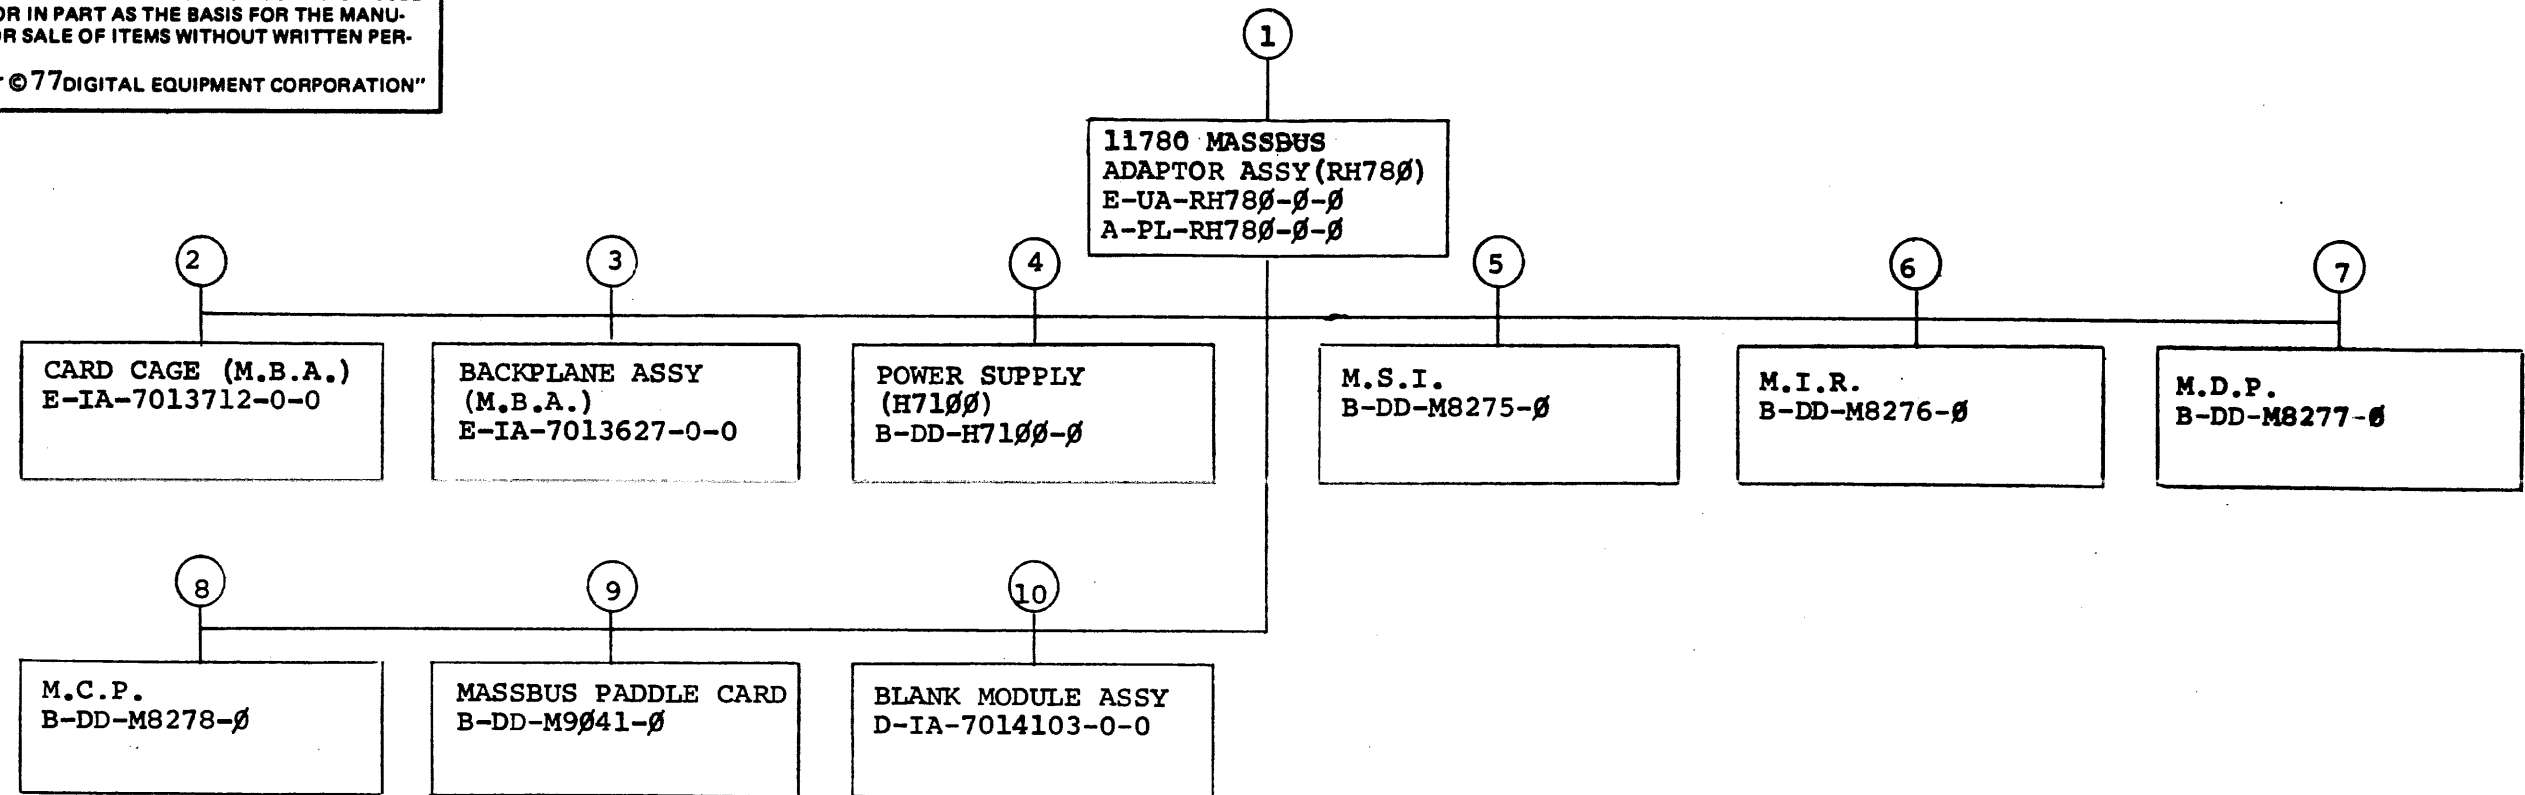 OR IN PART AS THE BASIS FOR THE MANU-
OR SALE OF ITEMS WITHOUT WRITTEN PER-
©77 DIGITAL EQUIPMENT CORPORATION"
1
11780 MASSBUS
ADAPTOR ASSY(RH78Ø)
E-UA-RH78Ø-Ø-Ø
A-PL-RH78Ø-Ø-Ø
2
3
4
5
6
7
CARD CAGE (M.B.A.)
E-IA-7013712-0-0
BACKPLANE ASSY
(M.B.A.)
E-IA-7013627-0-0
POWER SUPPLY
(H71ØØ)
B-DD-H71ØØ-Ø
M.S.I.
B-DD-M8275-Ø
M.I.R.
B-DD-M8276-Ø
M.D.P.
B-DD-M8277-Ø
8
9
10
M.C.P.
B-DD-M8278-Ø
MASSBUS PADDLE CARD
B-DD-M9Ø41-Ø
BLANK MODULE ASSY
D-IA-7014103-0-0